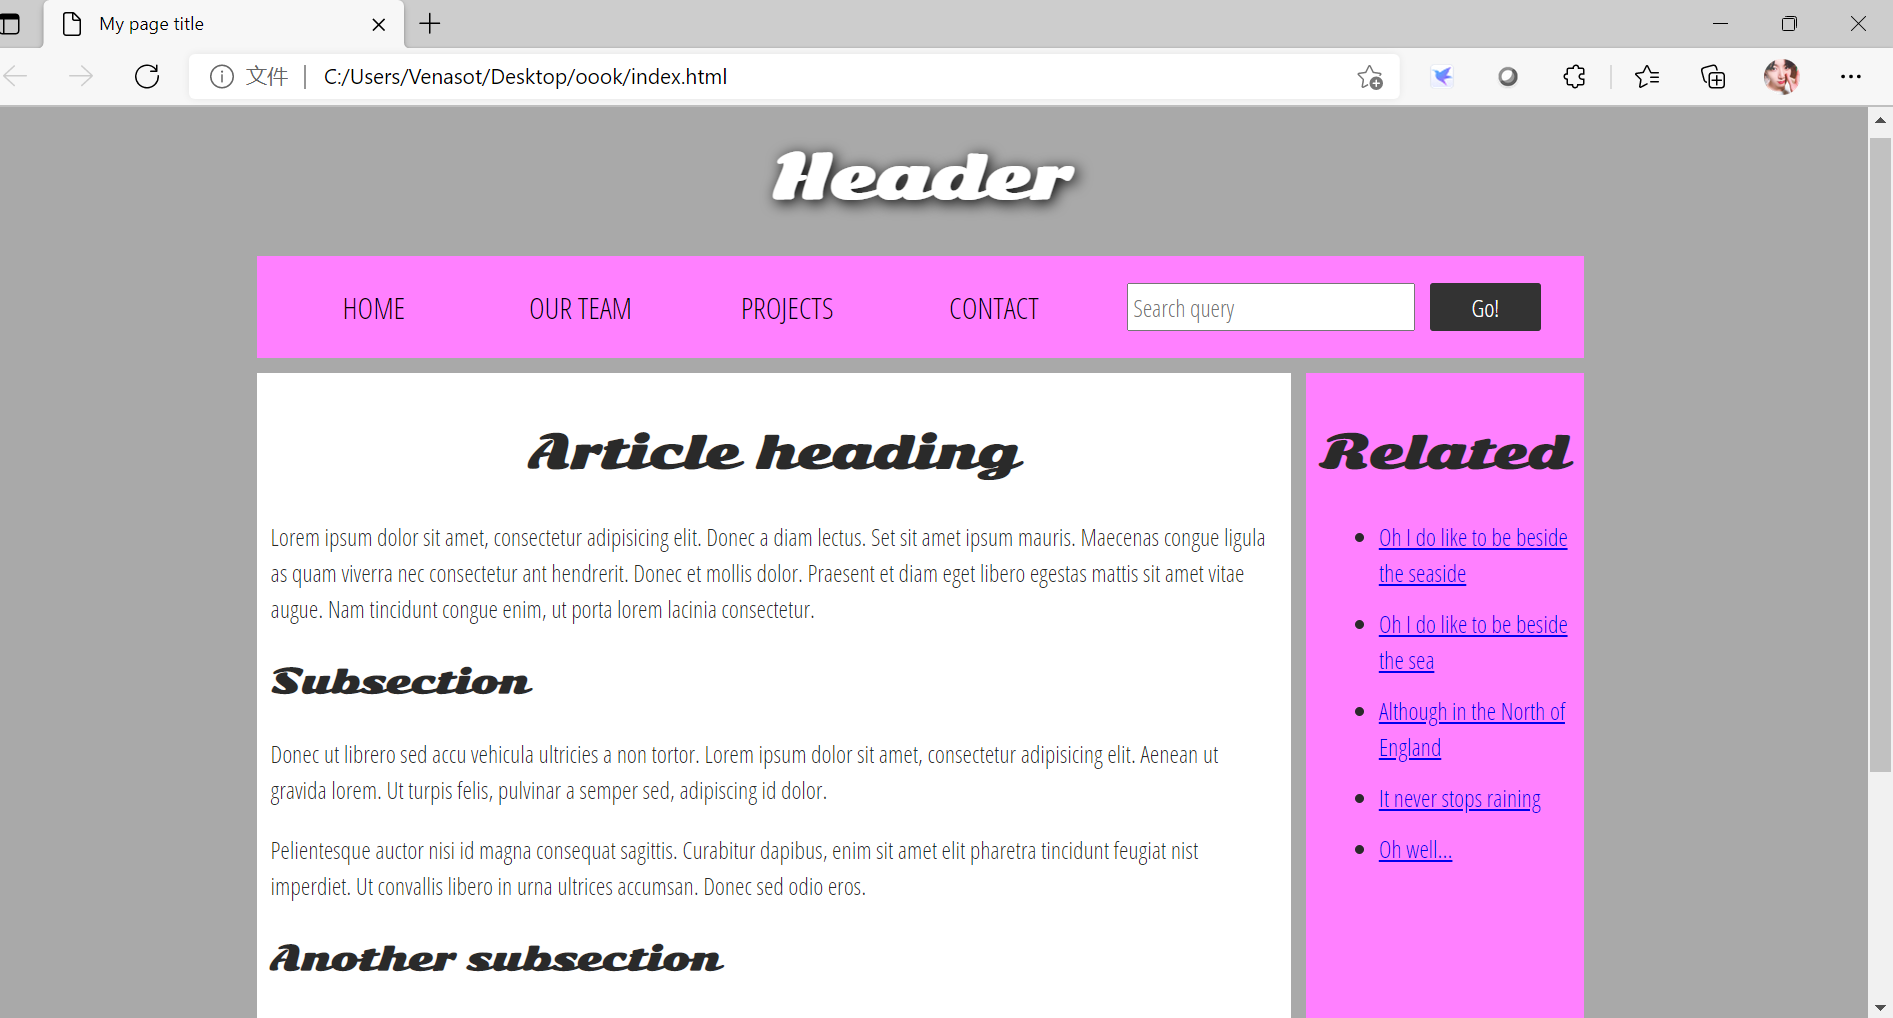 My page title
文件 C:/Users/Venasot/Desktop/oook/index.html
Header
HOME OUR TEAM PROJECTS CONTACT Search query Go!
Article heading
Lorem ipsum dolor sit amet, consectetur adipisicing elit. Donec a diam lectus. Set sit amet ipsum mauris. Maecenas congue ligula
as quam viverra nec consectetur ant hendrerit. Donec et mollis dolor. Praesent et diam eget libero egestas mattis sit amet vitae
augue. Nam tincidunt congue enim, ut porta lorem lacinia consectetur.
Subsection
Donec ut librero sed accu vehicula ultricies a non tortor. Lorem ipsum dolor sit amet, consectetur adipisicing elit. Aenean ut
gravida lorem. Ut turpis felis, pulvinar a semper sed, adipiscing id dolor.
Pelientesque auctor nisi id magna consequat sagittis. Curabitur dapibus, enim sit amet elit pharetra tincidunt feugiat nist
imperdiet. Ut convallis libero in urna ultrices accumsan. Donec sed odio eros.
Another subsection
Related
Oh I do like to be beside
the seaside
Oh I do like to be beside
the sea
Although in the North of
England
It never stops raining
Oh well...